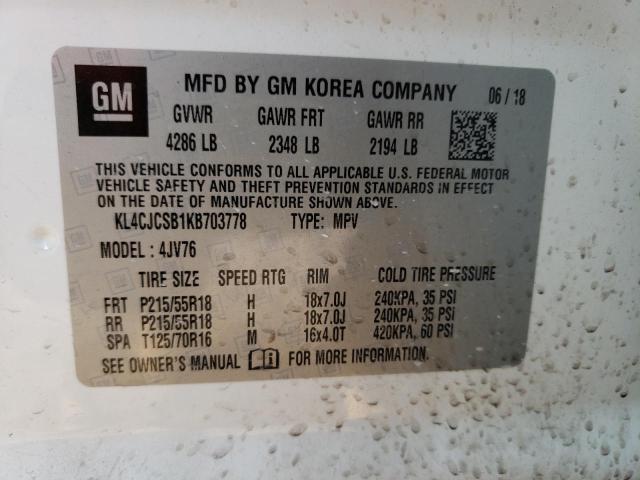 GM MFD BY GM KOREA COMPANY 06 / 18
GVWR GAWR FRT GAWR RR
4286 LB 2348 LB 2194 LB
THIS VEHICLE CONFORMS TO ALL APPLICABLE U.S. FEDERAL MOTOR
VEHICLE SAFETY AND THEFT PREVENTION STANDARDS IN EFFECT
ON THE DATE OF MANUFACTURE SHOWN ABOVE.
KL4CJCSB1KB703778 TYPE: MPV
MODEL : 4JV76
TIRE SIZE SPEED RTG RIM COLD TIRE PRESSURE
FRT P215/55R18 H 18x7.0J 240KPA, 35 PSI
RR P215/55R18 H 18x7.0J 240KPA, 35 PSI
SPA T125/70R16 M 16x4.0T 420KPA, 60 PSI
SEE OWNER'S MANUAL FOR MORE INFORMATION.